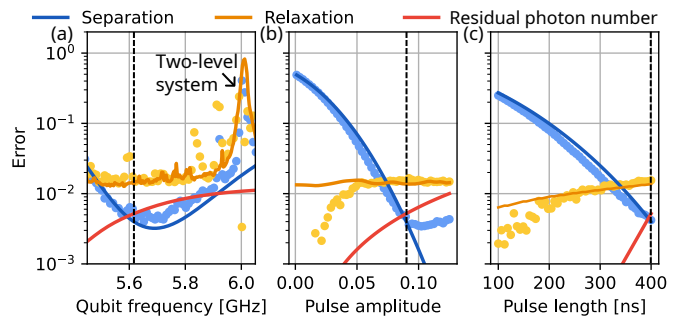 Separation Relaxation Residual photon number
(a) (b) (c)
Two-level
system
Error
10⁰
10⁻¹
10⁻²
10⁻³
5.6 5.8 6.0 0.00 0.05 0.10 100 200 300 400
Qubit frequency [GHz] Pulse amplitude Pulse length [ns]